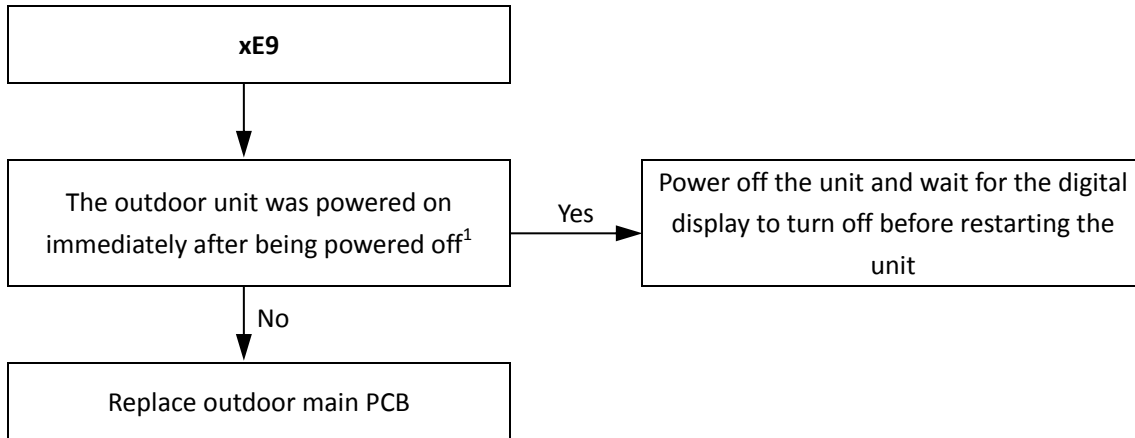 xE9
The outdoor unit was powered on
immediately after being powered off¹
Yes
Power off the unit and wait for the digital
display to turn off before restarting the
unit
No
Replace outdoor main PCB